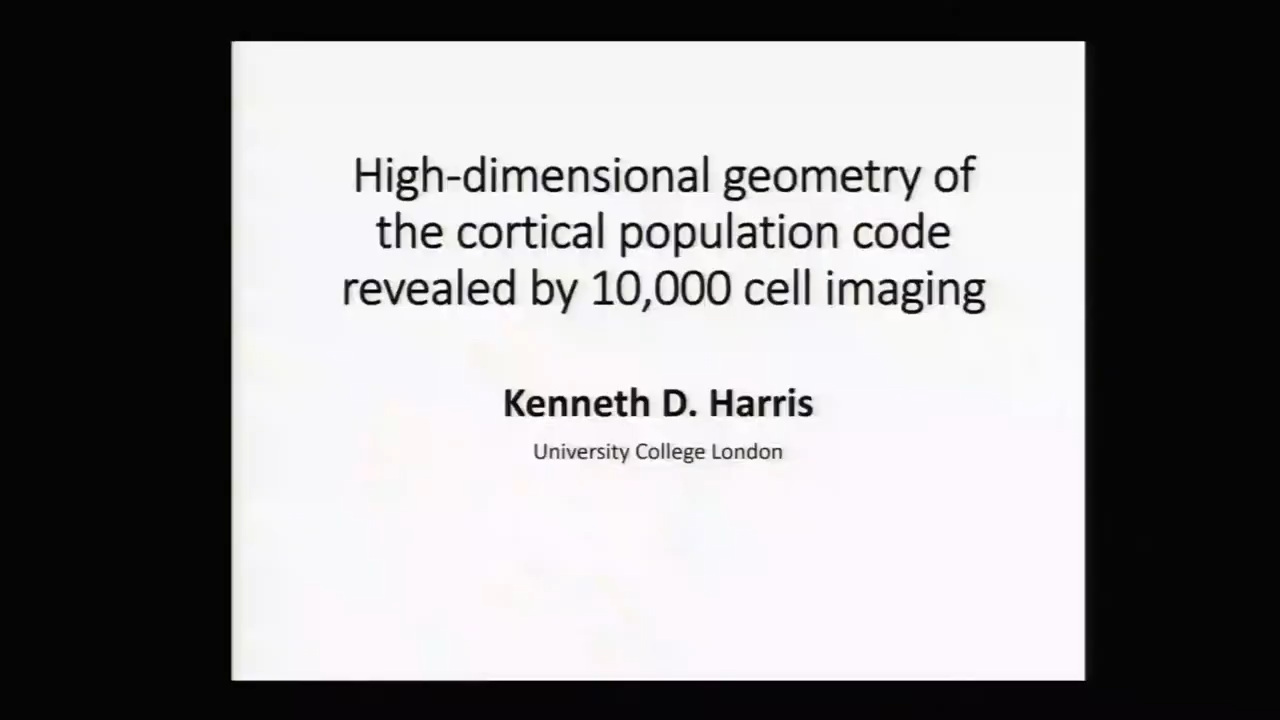 High-dimensional geometry of
the cortical population code
revealed by 10,000 cell imaging
Kenneth D. Harris
University College London